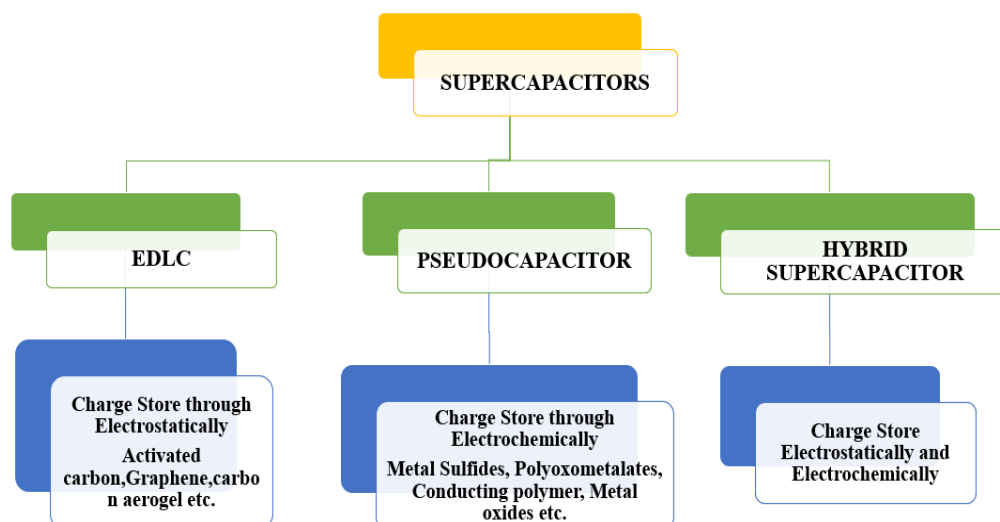 SUPERCAPACITORS
EDLC
PSEUDOCAPACITOR
HYBRID
SUPERCAPACITOR
Charge Store through
Electrostatically
Activated
carbon,Graphene,carbo
n aerogel etc.
Charge Store through
Electrochemically
Metal Sulfides, Polyoxometalates,
Conducting polymer, Metal
oxides etc.
Charge Store
Electrostatically and
Electrochemically